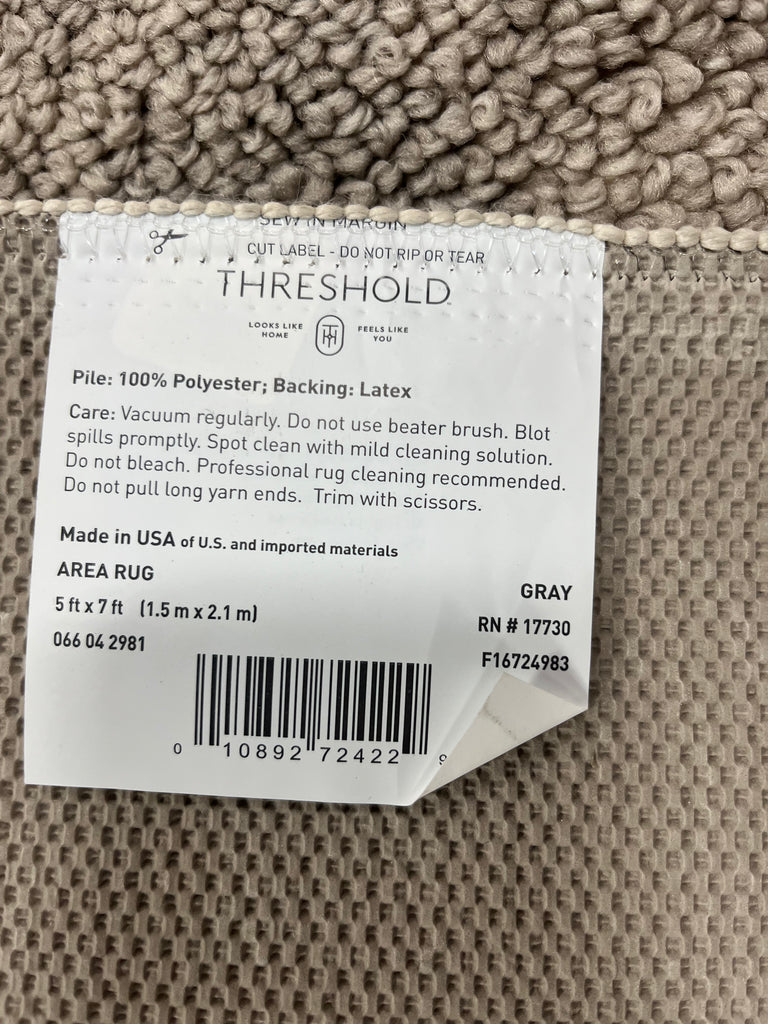 SEW IN MARGIN
CUT LABEL - DO NOT RIP OR TEAR
THRESHOLD
LOOKS LIKE HOME TH FEELS LIKE YOU
Pile: 100% Polyester; Backing: Latex
Care: Vacuum regularly. Do not use beater brush. Blot
spills promptly. Spot clean with mild cleaning solution.
Do not bleach. Professional rug cleaning recommended.
Do not pull long yarn ends. Trim with scissors.
Made in USA of U.S. and imported materials
AREA RUG
GRAY
5 ft x 7 ft (1.5 m x 2.1 m)
RN # 17730
066 04 2981
F16724983
0 10892 72422 9